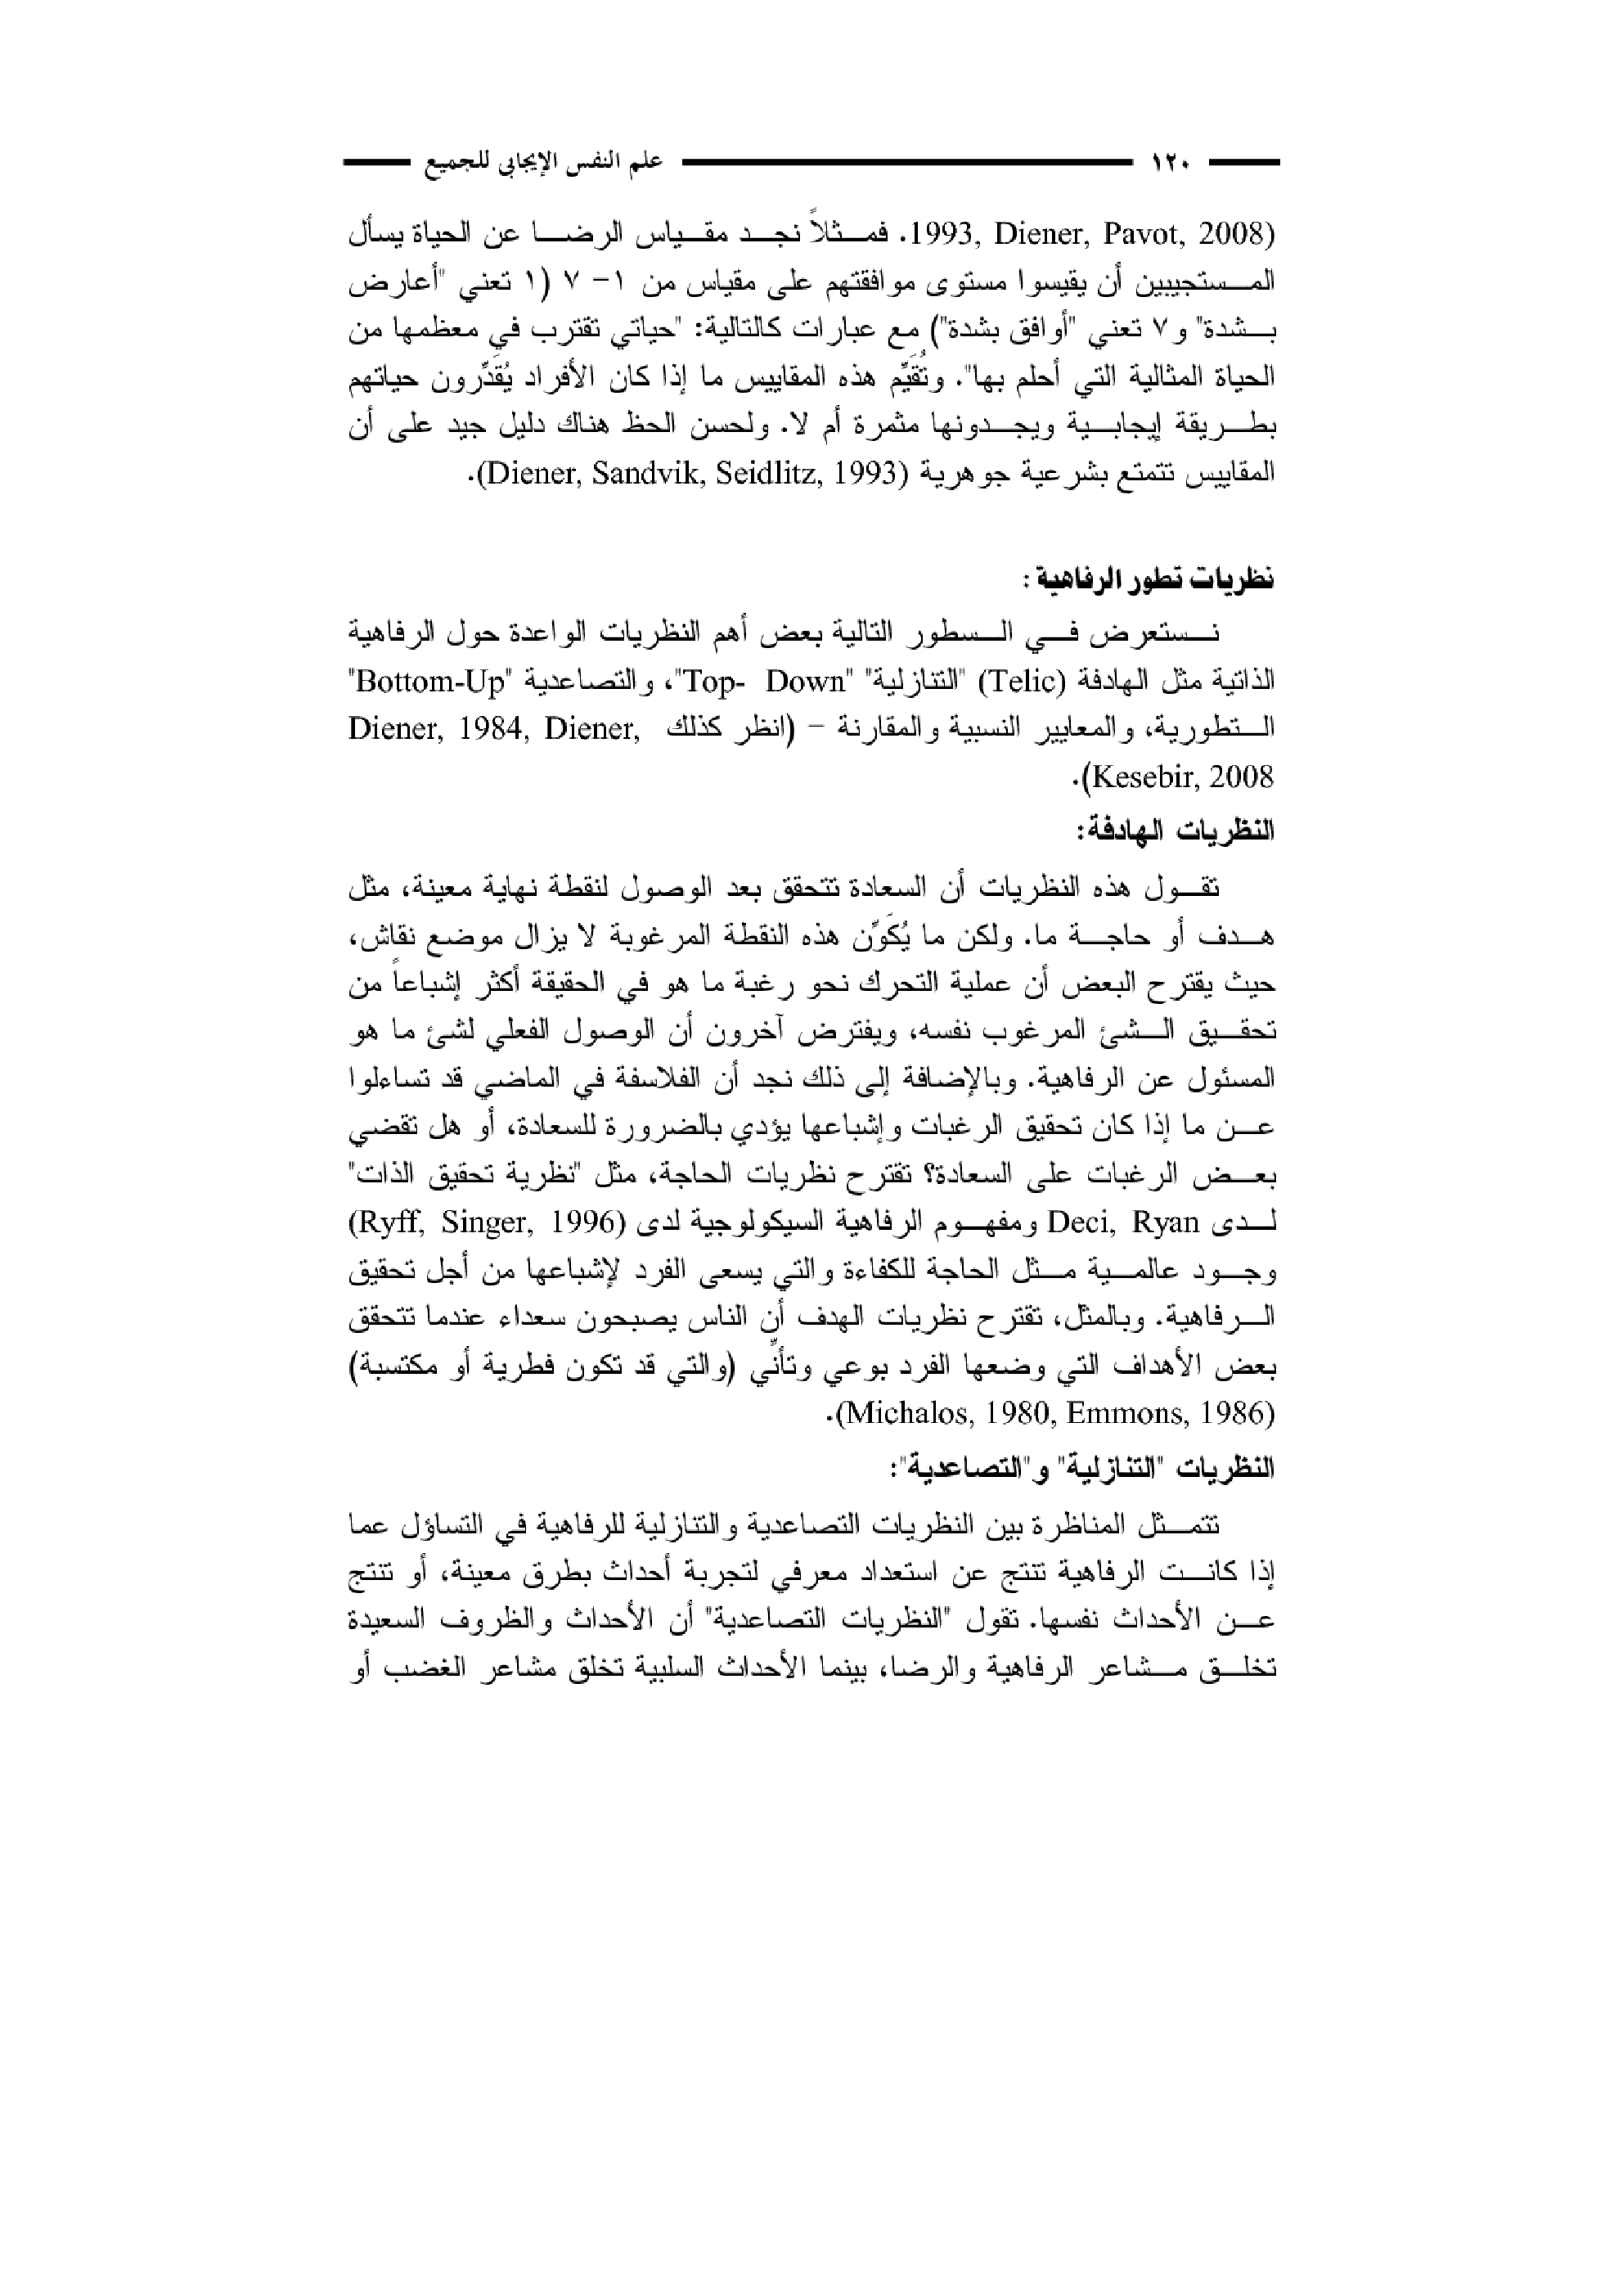 ١٢٠ علم النفس الإيجابي للجميع
1993, Diener, Pavot, 2008). فمثلاً نجد مقياس الرضا عن الحياة يسأل
المستجيبين أن يقيسوا مستوى موافقتهم على مقياس من ١– ٧ (١ تعني "أعارض
بشدة" و٧ تعني "أوافق بشدة") مع عبارات كالتالية: "حياتي تقترب في معظمها من
الحياة المثالية التي أحلم بها". وتُقَيِّم هذه المقاييس ما إذا كان الأفراد يُقَدِّرون حياتهم
بطريقة إيجابية ويجدونها مثمرة أم لا. ولحسن الحظ هناك دليل جيد على أن
المقاييس تتمتع بشرعية جوهرية (Diener, Sandvik, Seidlitz, 1993).
نظريات تطور الرفاهية :
نستعرض في السطور التالية بعض أهم النظريات الواعدة حول الرفاهية
الذاتية مثل الهادفة (Telic) "التنازلية" "Top- Down"، والتصاعدية "Bottom-Up"
التطورية، والمعايير النسبية والمقارنة – (انظر كذلك Diener, 1984, Diener,
Kesebir, 2008).
النظريات الهادفة:
تقول هذه النظريات أن السعادة تتحقق بعد الوصول لنقطة نهاية معينة، مثل
هدف أو حاجة ما. ولكن ما يُكَوِّن هذه النقطة المرغوبة لا يزال موضع نقاش،
حيث يقترح البعض أن عملية التحرك نحو رغبة ما هو في الحقيقة أكثر إشباعاً من
تحقيق الشئ المرغوب نفسه، ويفترض آخرون أن الوصول الفعلي لشئ ما هو
المسئول عن الرفاهية. وبالإضافة إلى ذلك نجد أن الفلاسفة في الماضي قد تساءلوا
عن ما إذا كان تحقيق الرغبات وإشباعها يؤدي بالضرورة للسعادة، أو هل تقضي
بعض الرغبات على السعادة؟ تقترح نظريات الحاجة، مثل "نظرية تحقيق الذات"
لدى Deci, Ryan ومفهوم الرفاهية السيكولوجية لدى (Ryff, Singer, 1996)
وجود عالمية مثل الحاجة للكفاءة والتي يسعى الفرد لإشباعها من أجل تحقيق
الرفاهية. وبالمثل، تقترح نظريات الهدف أن الناس يصبحون سعداء عندما تتحقق
بعض الأهداف التي وضعها الفرد بوعي وتأنِّي (والتي قد تكون فطرية أو مكتسبة)
(Michalos, 1980, Emmons, 1986).
النظريات "التنازلية" و"التصاعدية":
تتمثل المناظرة بين النظريات التصاعدية والتنازلية للرفاهية في التساؤل عما
إذا كانت الرفاهية تنتج عن استعداد معرفي لتجربة أحداث بطرق معينة، أو تنتج
عن الأحداث نفسها. تقول "النظريات التصاعدية" أن الأحداث والظروف السعيدة
تخلق مشاعر الرفاهية والرضا، بينما الأحداث السلبية تخلق مشاعر الغضب أو